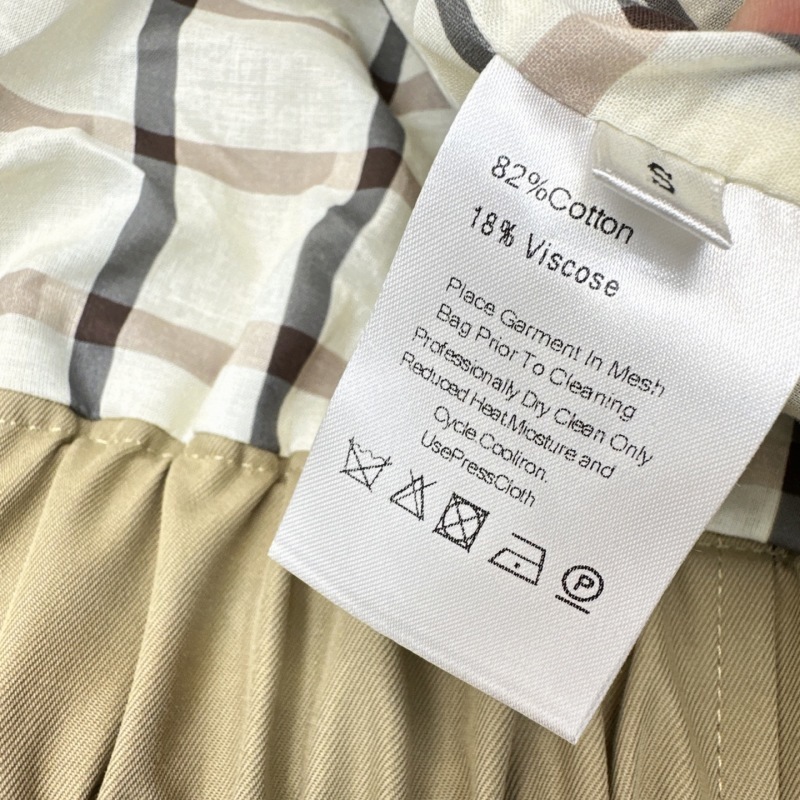 S
82%Cotton
18% Viscose
Place Garment In Mesh
Bag Prior To Cleaning
Professionally Dry Clean Only
Reduced Heat.Miosture and
Cycle.Cooliron.
UsePressCloth
P